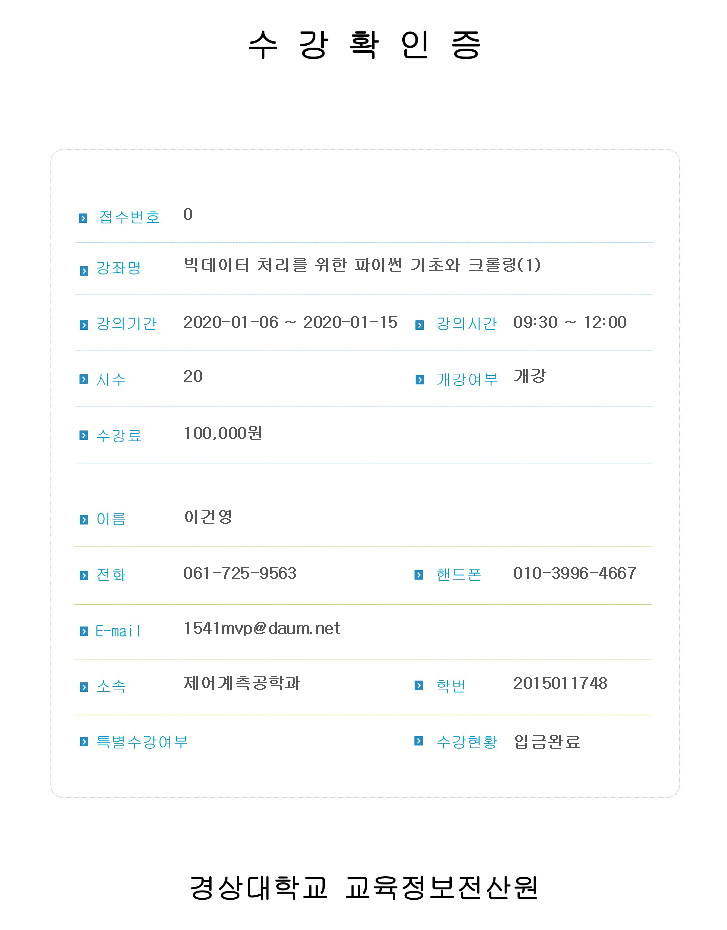 수 강 확 인 증
접수번호 0
강좌명 빅데이터 처리를 위한 파이썬 기초와 크롤링(1)
강의기간 2020-01-06 ~ 2020-01-15 강의시간 09:30 ~ 12:00
시수 20 개강여부 개강
수강료 100,000원
이름 이건영
전화 061-725-9563 핸드폰 010-3996-4667
E-mail 1541mvp@daum.net
소속 제어계측공학과 학번 2015011748
특별수강여부 수강현황 입금완료
경상대학교 교육정보전산원